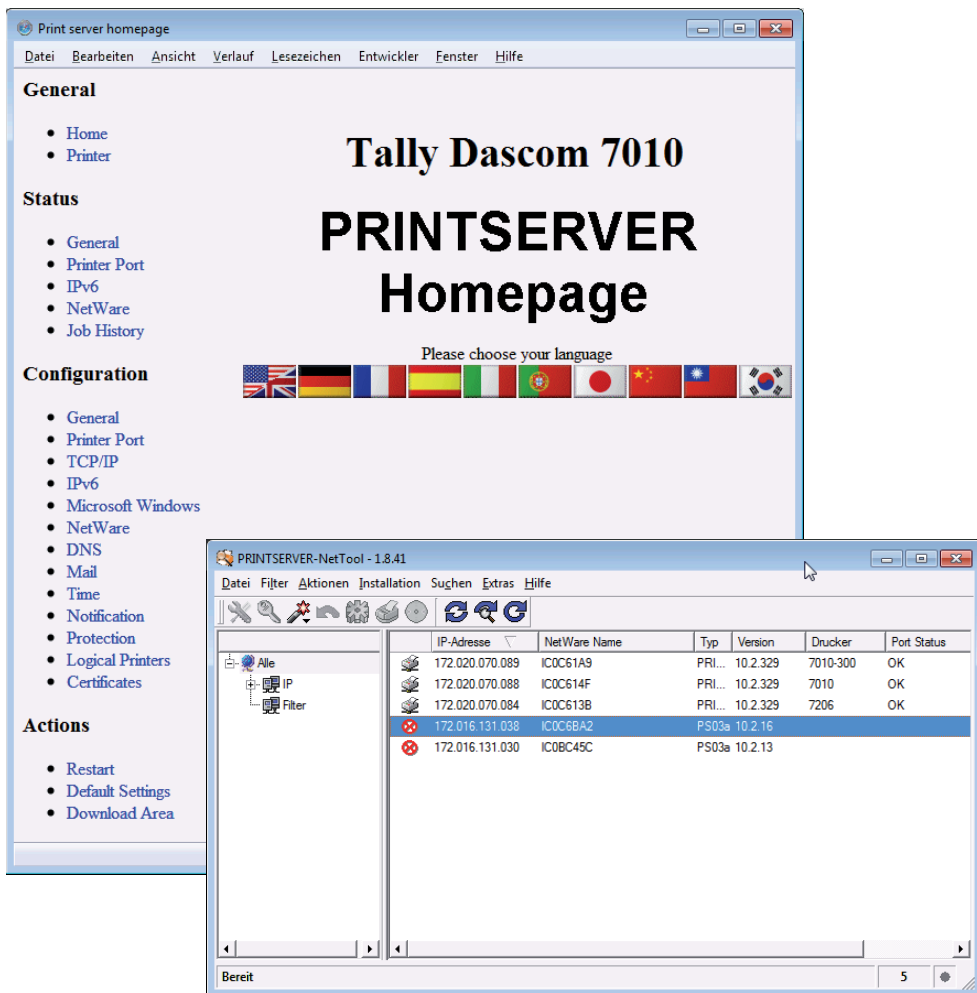 Print server homepage
Datei Bearbeiten Ansicht Verlauf Lesezeichen Entwickler Fenster Hilfe
General
Home
Printer
Status
General
Printer Port
IPv6
NetWare
Job History
Configuration
General
Printer Port
TCP/IP
IPv6
Microsoft Windows
NetWare
DNS
Mail
Time
Notification
Protection
Logical Printers
Certificates
Actions
Restart
Default Settings
Download Area
Tally Dascom 7010
PRINTSERVER
Homepage
Please choose your language
PRINTSERVER-NetTool - 1.8.41
Datei Filter Aktionen Installation Suchen Extras Hilfe
Alle
IP
Filter
IP-Adresse NetWare Name Typ Version Drucker Port Status
172.020.070.089 IC0C61A9 PRI... 10.2.329 7010-300 OK
172.020.070.088 IC0C614F PRI... 10.2.329 7010 OK
172.020.070.084 IC0C613B PRI... 10.2.329 7206 OK
172.016.131.038 IC0C6BA2 PS03a 10.2.16
172.016.131.030 IC0BC45C PS03a 10.2.13
Bereit 5